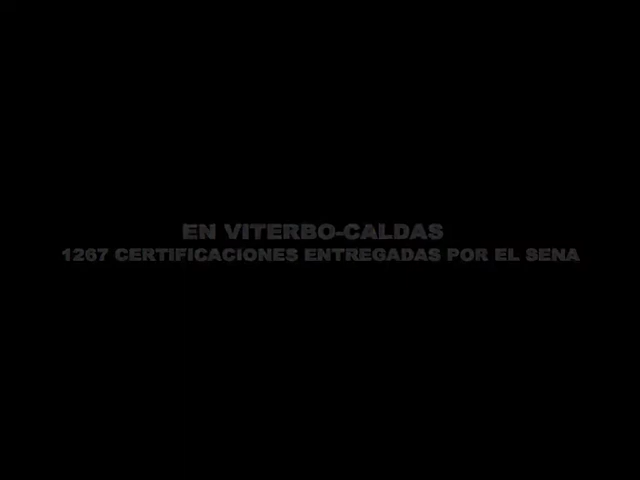 EN VITERBO-CALDAS
1267 CERTIFICACIONES ENTREGADAS POR EL SENA